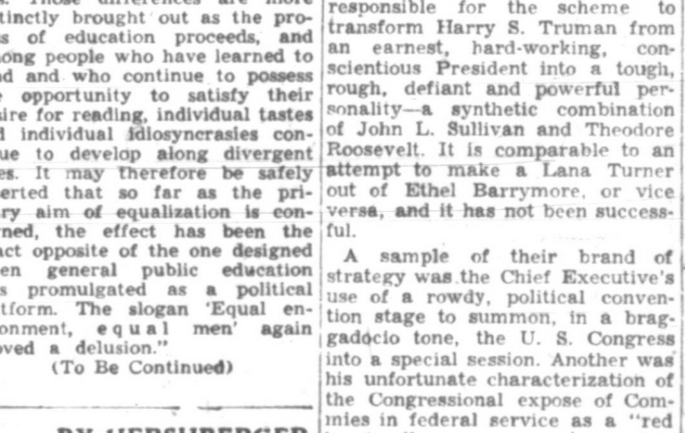 tinctly brought out as the pro-
s of education proceeds, and
ong people who have learned to
d and who continue to possess
opportunity to satisfy their
ire for reading, individual tastes
individual idiosyncrasies con-
ue to develop along divergent
es. It may therefore be safely
erted that so far as the pri-
ry aim of equalization is con-
ned, the effect has been the
act opposite of the one designed
en general public education
s promulgated as a political
tform. The slogan 'Equal en-
onment, equal men' again
oved a delusion."
(To Be Continued)
BY HERSHBERGER
responsible for the scheme to
transform Harry S. Truman from
an earnest, hard-working, con-
scientious President into a tough,
rough, defiant and powerful per-
sonality—a synthetic combination
of John L. Sullivan and Theodore
Roosevelt. It is comparable to an
attempt to make a Lana Turner
out of Ethel Barrymore, or vice
versa, and it has not been success-
ful.
A sample of their brand of
strategy was the Chief Executive's
use of a rowdy, political conven-
tion stage to summon, in a brag-
gadocio tone, the U. S. Congress
into a special session. Another was
his unfortunate characterization of
the Congressional expose of Com-
mies in federal service as a "red